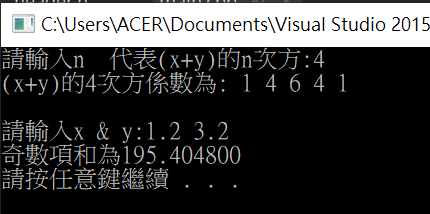 C:\Users\ACER\Documents\Visual Studio 2015
請輸入n  代表(x+y)的n次方:4
(x+y)的4次方係數為: 1 4 6 4 1
請輸入x & y:1.2 3.2
奇數項和為195.404800
請按任意鍵繼續 . . .